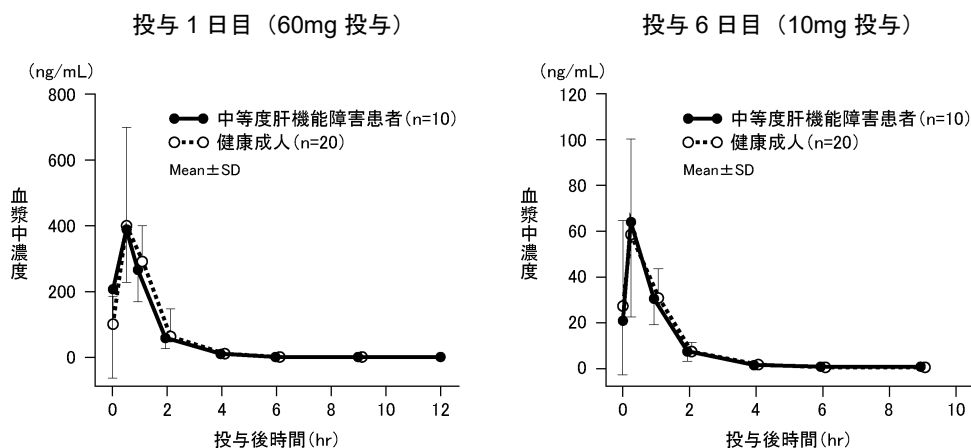 投与 1 日目（60mg 投与）
(ng/mL)
800
600
400
200
0
血漿中濃度
中等度肝機能障害患者(n=10)
健康成人(n=20)
Mean±SD
0 2 4 6 8 10 12
投与後時間(hr)
投与 6 日目（10mg 投与）
(ng/mL)
120
100
80
60
40
20
0
血漿中濃度
中等度肝機能障害患者(n=10)
健康成人(n=20)
Mean±SD
0 2 4 6 8 10
投与後時間(hr)